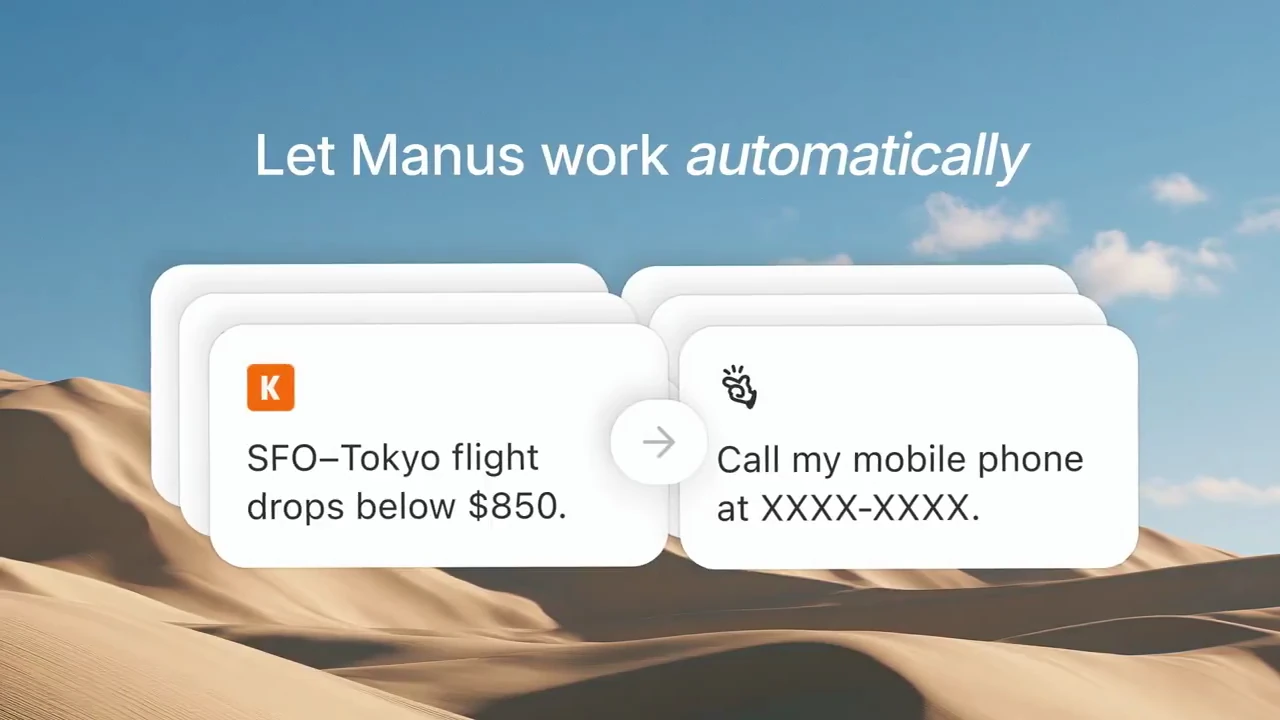 Let Manus work automatically
K
SFO–Tokyo flight
drops below $850.
Call my mobile phone
at XXXX-XXXX.